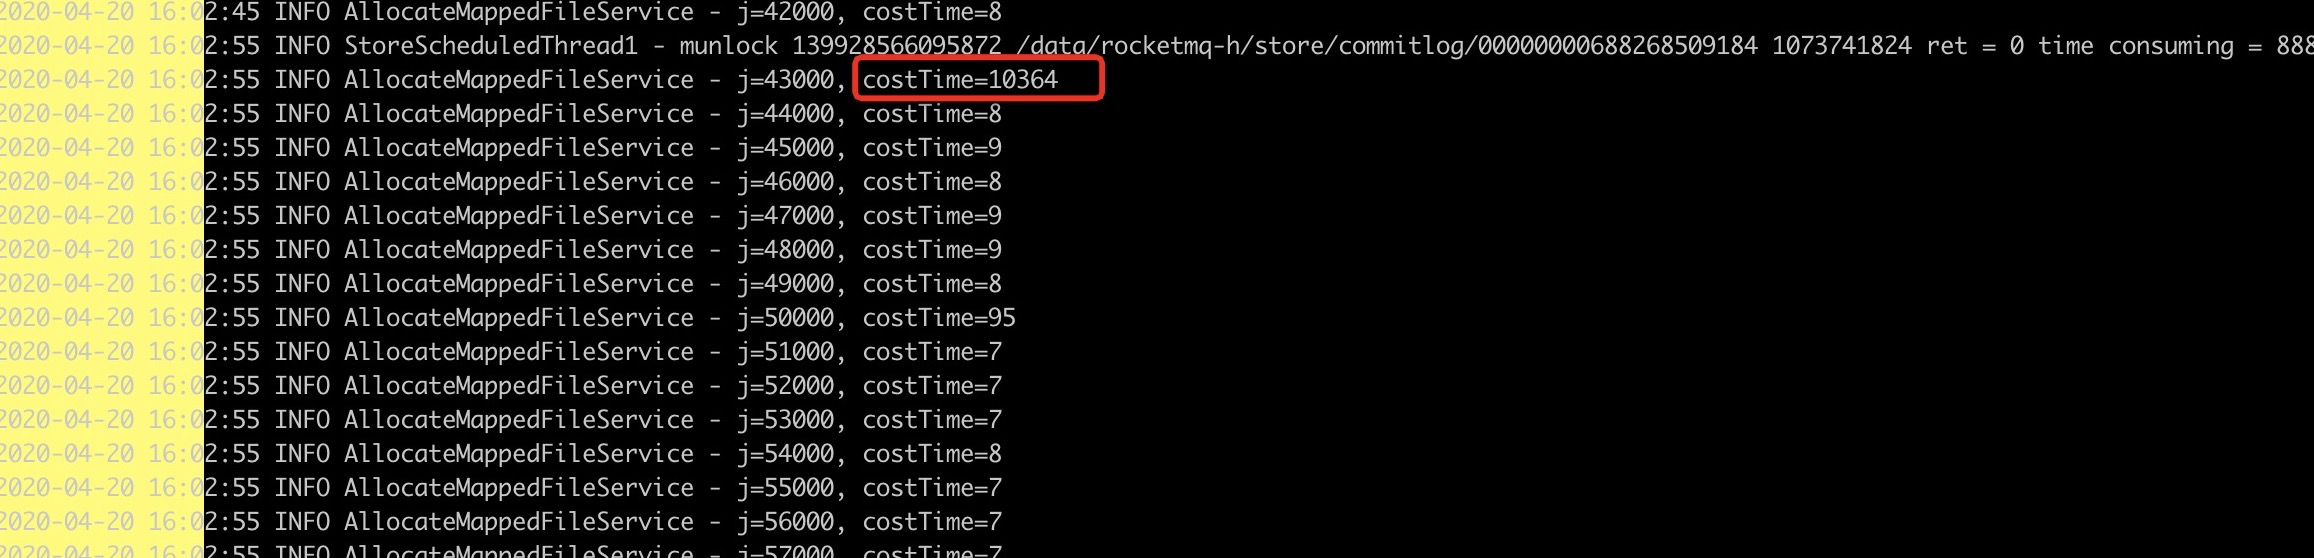 2020-04-20 16:02:45 INFO AllocateMappedFileService - j=42000, costTime=8
2020-04-20 16:02:55 INFO StoreScheduledThread1 - munlock 139928566095872 /data/rocketmq-h/store/commitlog/00000000688268509184 1073741824 ret = 0 time consuming = 888
2020-04-20 16:02:55 INFO AllocateMappedFileService - j=43000, costTime=10364
2020-04-20 16:02:55 INFO AllocateMappedFileService - j=44000, costTime=8
2020-04-20 16:02:55 INFO AllocateMappedFileService - j=45000, costTime=9
2020-04-20 16:02:55 INFO AllocateMappedFileService - j=46000, costTime=8
2020-04-20 16:02:55 INFO AllocateMappedFileService - j=47000, costTime=9
2020-04-20 16:02:55 INFO AllocateMappedFileService - j=48000, costTime=9
2020-04-20 16:02:55 INFO AllocateMappedFileService - j=49000, costTime=8
2020-04-20 16:02:55 INFO AllocateMappedFileService - j=50000, costTime=95
2020-04-20 16:02:55 INFO AllocateMappedFileService - j=51000, costTime=7
2020-04-20 16:02:55 INFO AllocateMappedFileService - j=52000, costTime=7
2020-04-20 16:02:55 INFO AllocateMappedFileService - j=53000, costTime=7
2020-04-20 16:02:55 INFO AllocateMappedFileService - j=54000, costTime=8
2020-04-20 16:02:55 INFO AllocateMappedFileService - j=55000, costTime=7
2020-04-20 16:02:55 INFO AllocateMappedFileService - j=56000, costTime=7
2020-04-20 16:02:55 INFO AllocateMappedFileService - j=57000, costTime=7